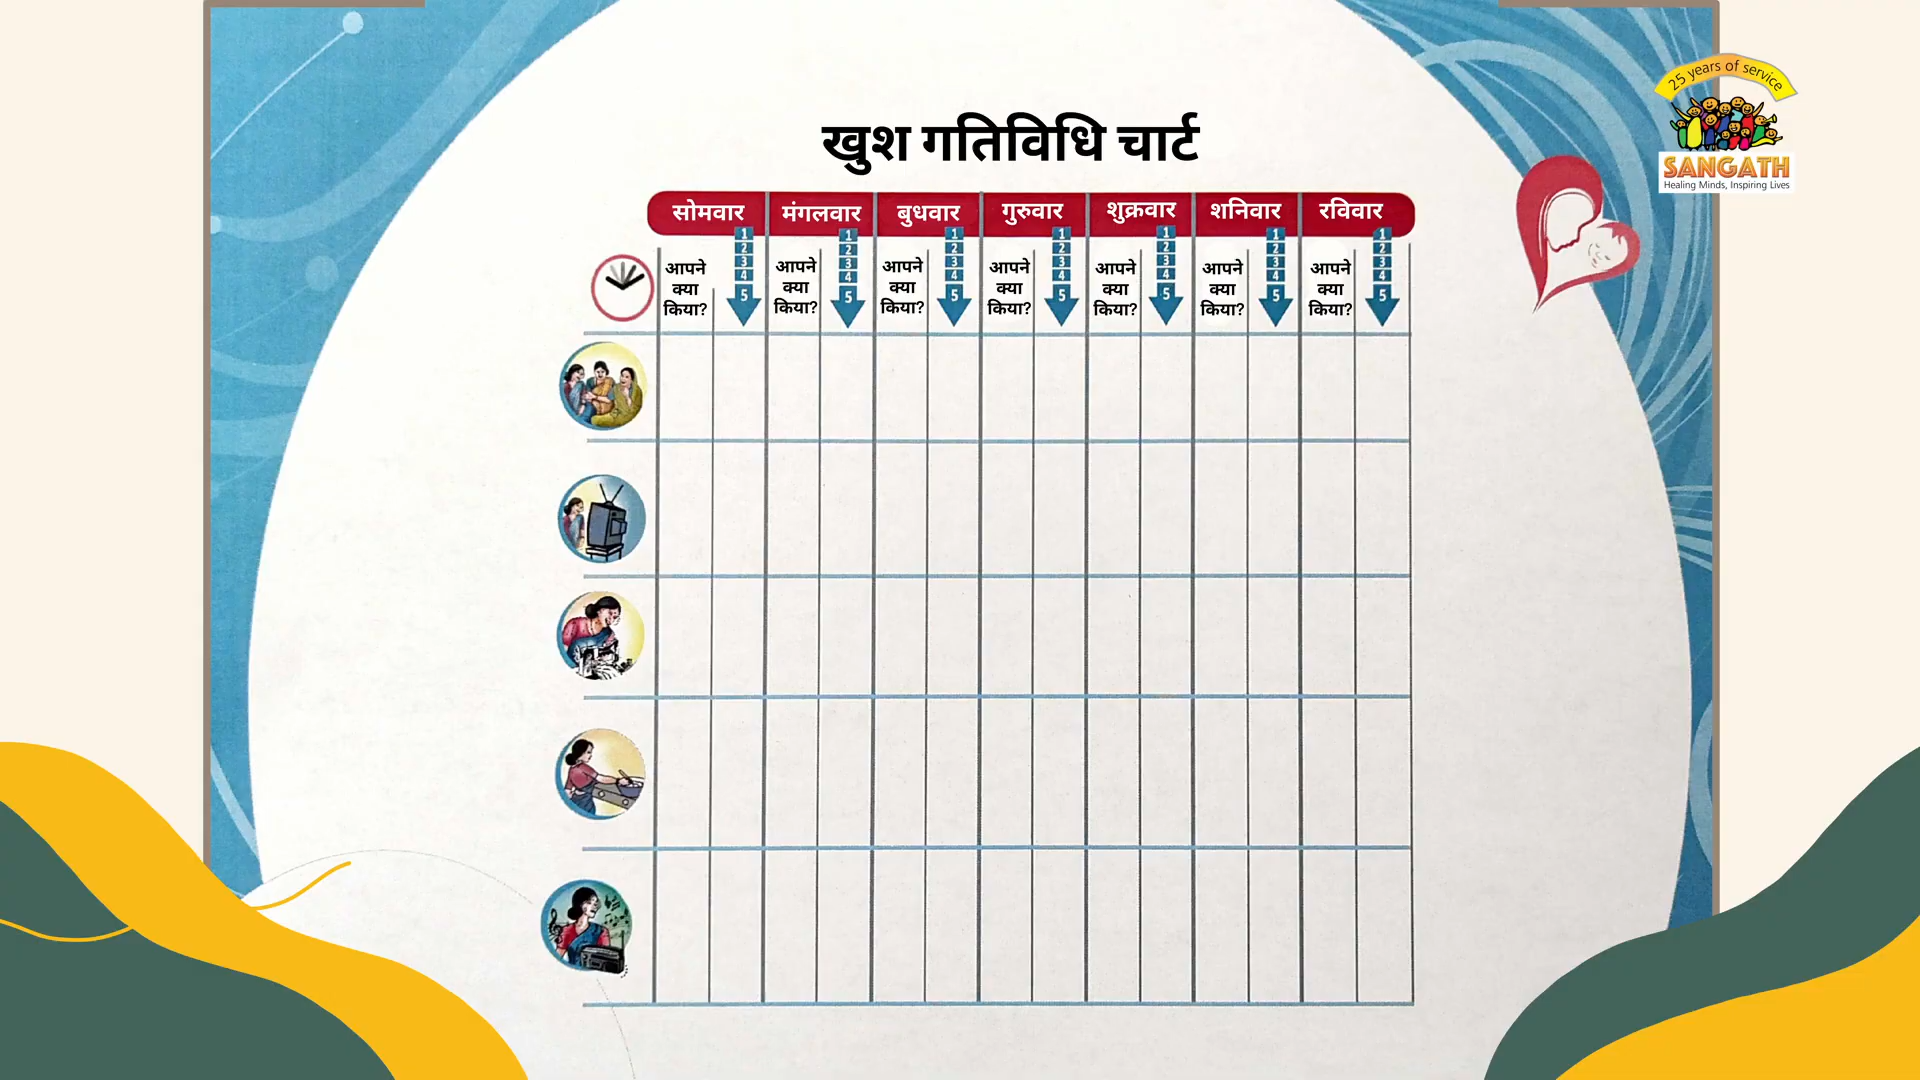 25 years of service
SANGATH
Healing Minds, Inspiring Lives
खुश गतिविधि चार्ट
सोमवार मंगलवार बुधवार गुरुवार शुक्रवार शनिवार रविवार
1 1 1 1 1 1 1
2 2 2 2 2 2 2
3 3 3 3 3 3 3
4 4 4 4 4 4 4
5 5 5 5 5 5 5
आपने आपने आपने आपने आपने आपने आपने
क्या क्या क्या क्या क्या क्या क्या
किया? किया? किया? किया? किया? किया? किया?